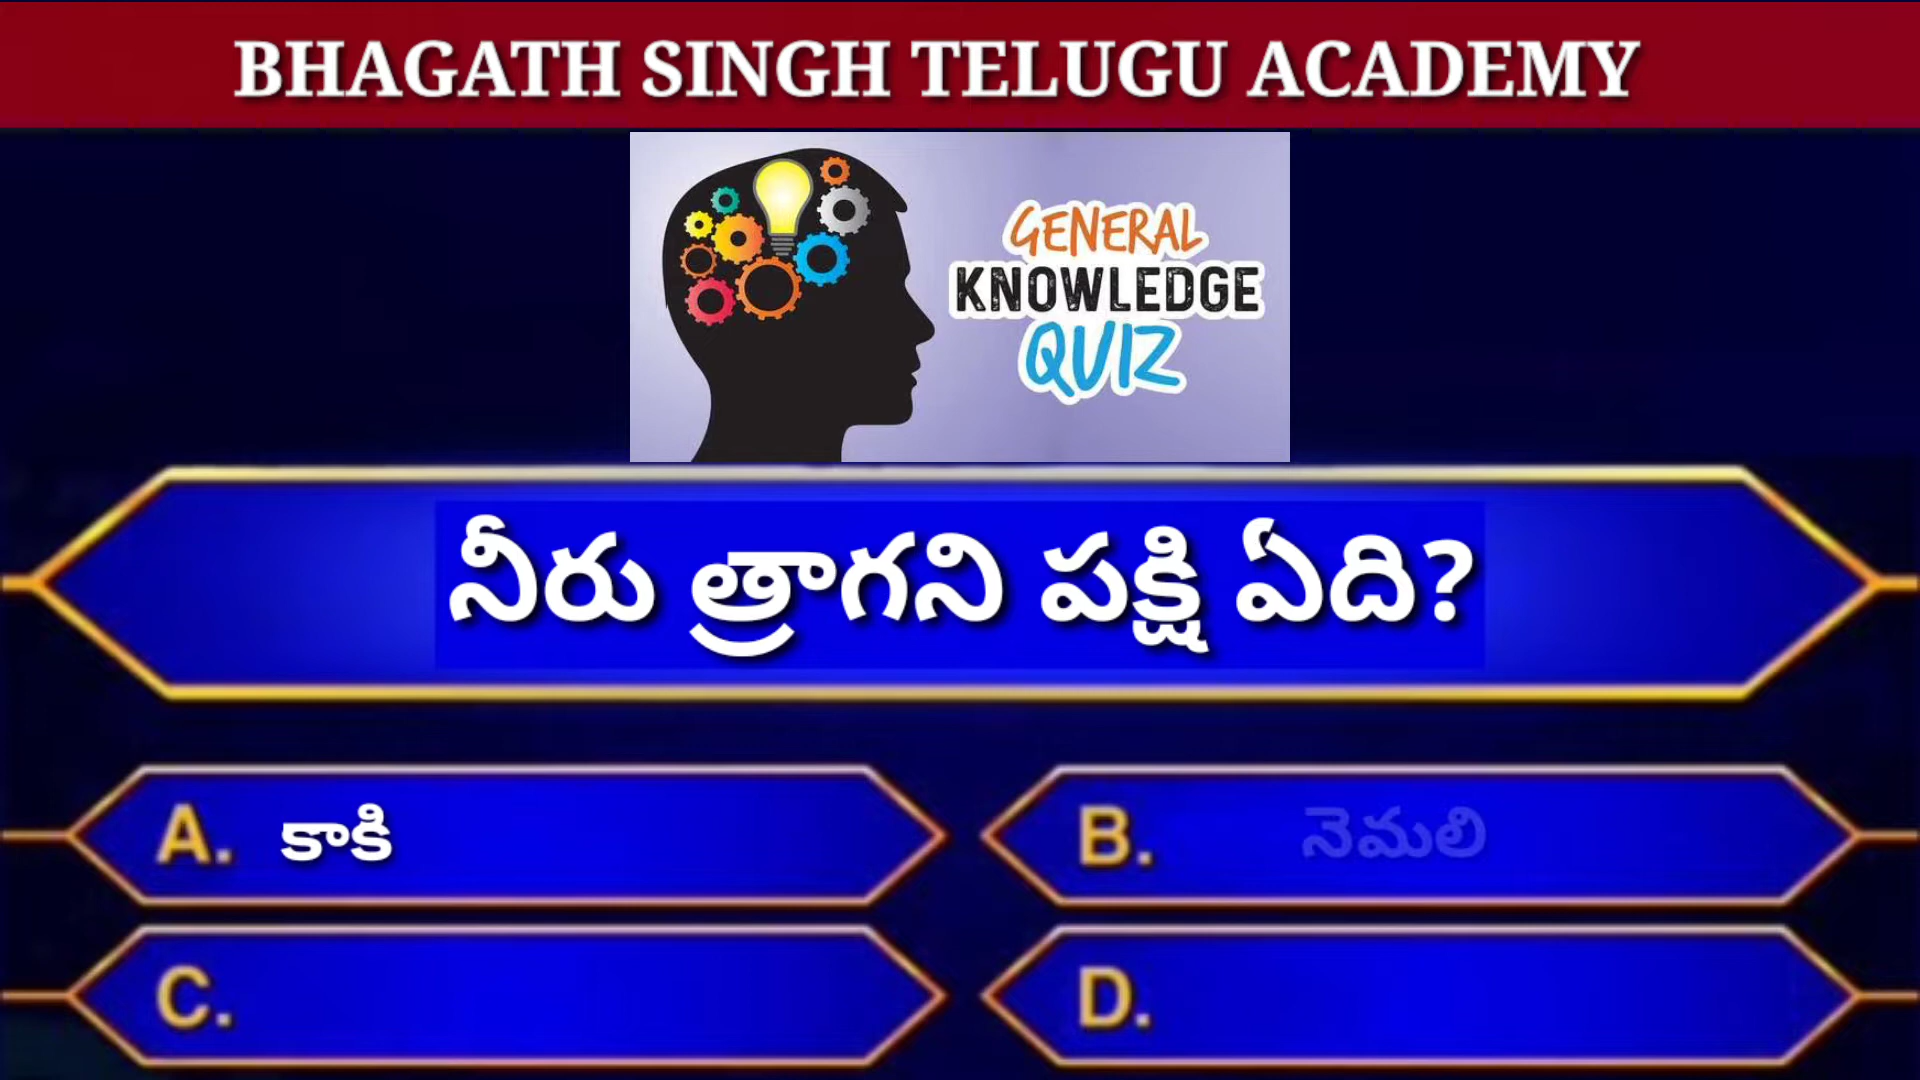 BHAGATH SINGH TELUGU ACADEMY
GENERAL
KNOWLEDGE
QUIZ
నీరు త్రాగని పక్షి ఏది?
A. కాకి
B. నెమలి
C.
D.